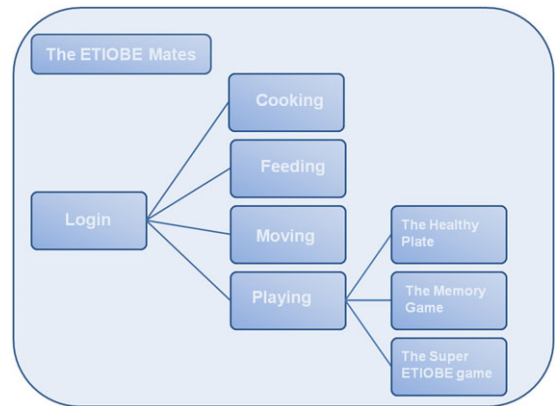 The ETIOBE Mates
Cooking
Feeding
Login
Moving
Playing
The Healthy
Plate
The Memory
Game
The Super
ETIOBE game